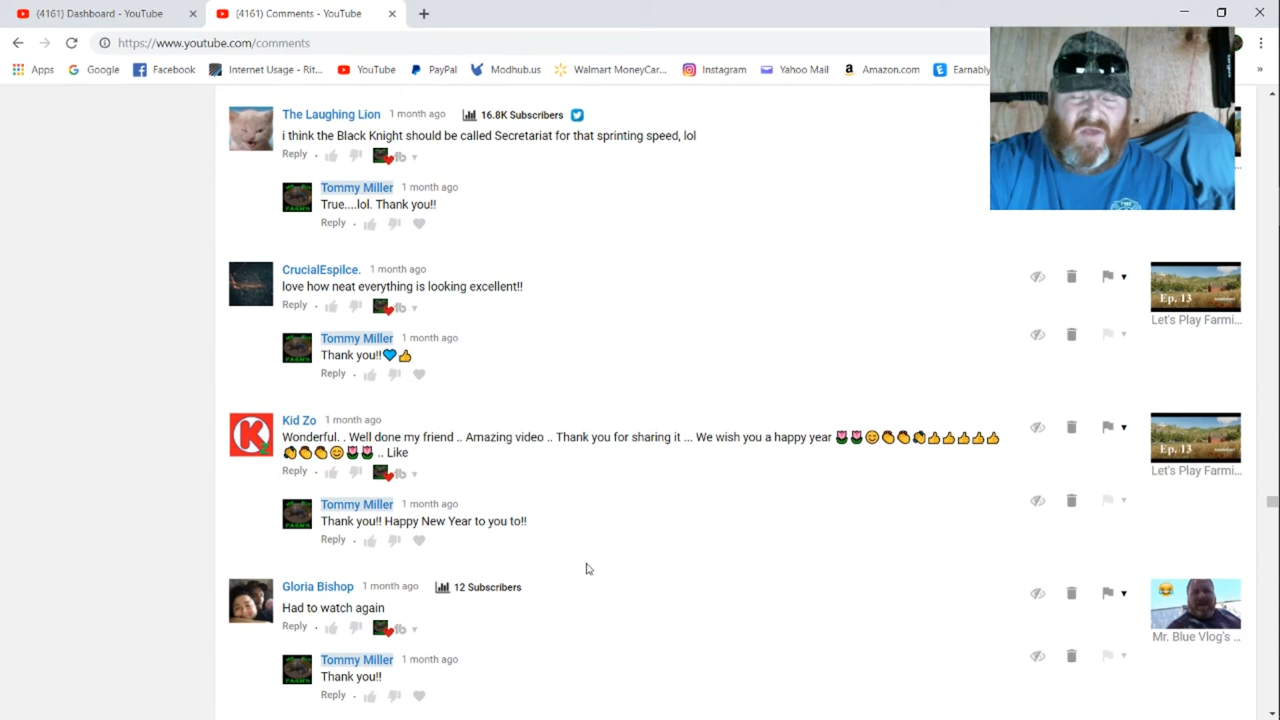 (4161) Dashboard - YouTube
(4161) Comments - YouTube
https://www.youtube.com/comments
Apps Google Facebook Internet Usage - Rit... YouTube PayPal Modhub.us Walmart MoneyCar... Instagram Yahoo Mail Amazon.com Earnably »
The Laughing Lion 1 month ago 16.8K Subscribers
i think the Black Knight should be called Secretariat for that sprinting speed, lol
Reply
Tommy Miller 1 month ago
True....lol. Thank you!!
Reply
CrucialEspilce. 1 month ago
love how neat everything is looking excellent!!
Reply
Ep. 13
Let's Play Farmi...
Tommy Miller 1 month ago
Thank you!!💙👍
Reply
Kid Zo 1 month ago
Wonderful. . Well done my friend .. Amazing video .. Thank you for sharing it ... We wish you a happy year 🌷🌷😊👏👏👏👍👍👍👍👍
👏👏👏😊🌷🌷 .. Like
Reply
Ep. 13
Let's Play Farmi...
Tommy Miller 1 month ago
Thank you!! Happy New Year to you to!!
Reply
Gloria Bishop 1 month ago 12 Subscribers
Had to watch again
Reply
Mr. Blue Vlog's ...
Tommy Miller 1 month ago
Thank you!!
Reply